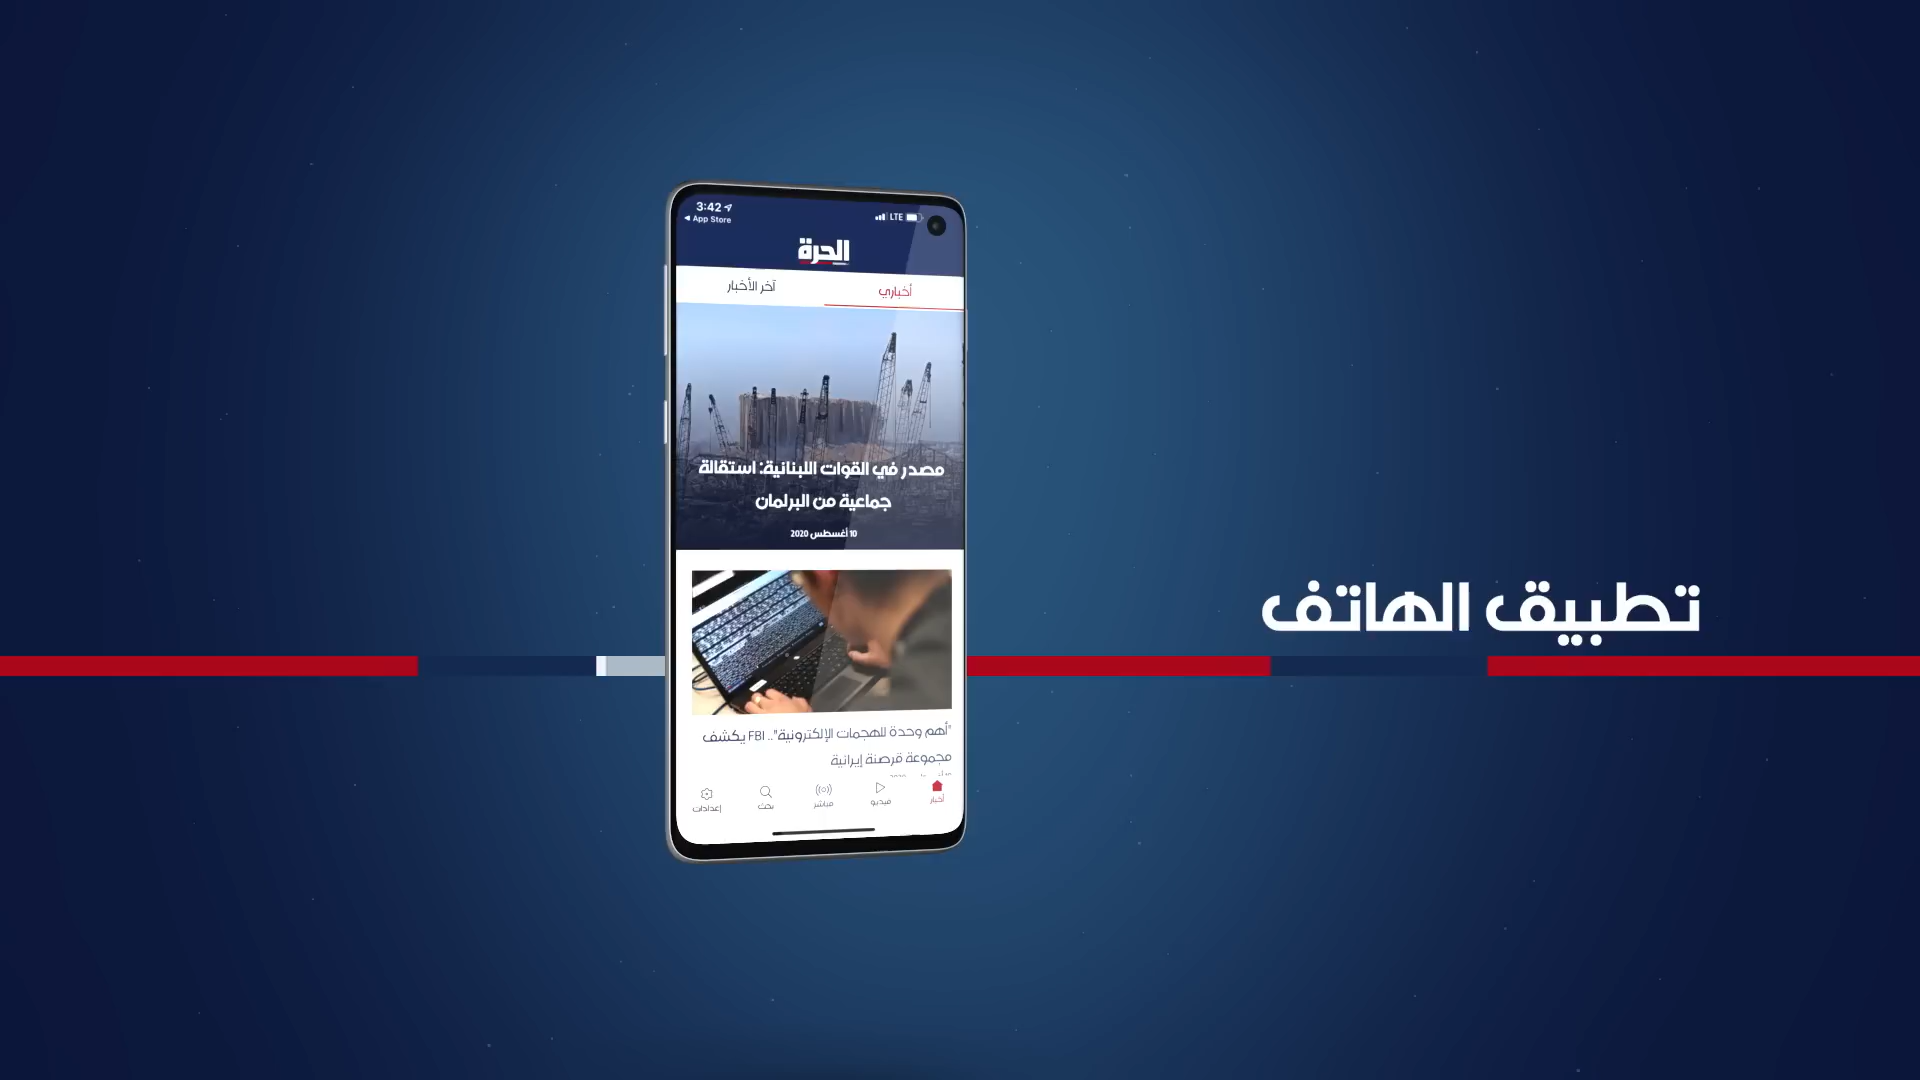 3:42
App Store
LTE
الحرة
أخباري
آخر الأخبار
مصدر في القوات اللبنانية: استقالة
جماعية من البرلمان
10 أغسطس 2020
"أهم وحدة للهجمات الإلكترونية".. FBI يكشف
مجموعة قرصنة إيرانية
أخبار
فيديو
مباشر
بحث
إعدادات
تطبيق الهاتف